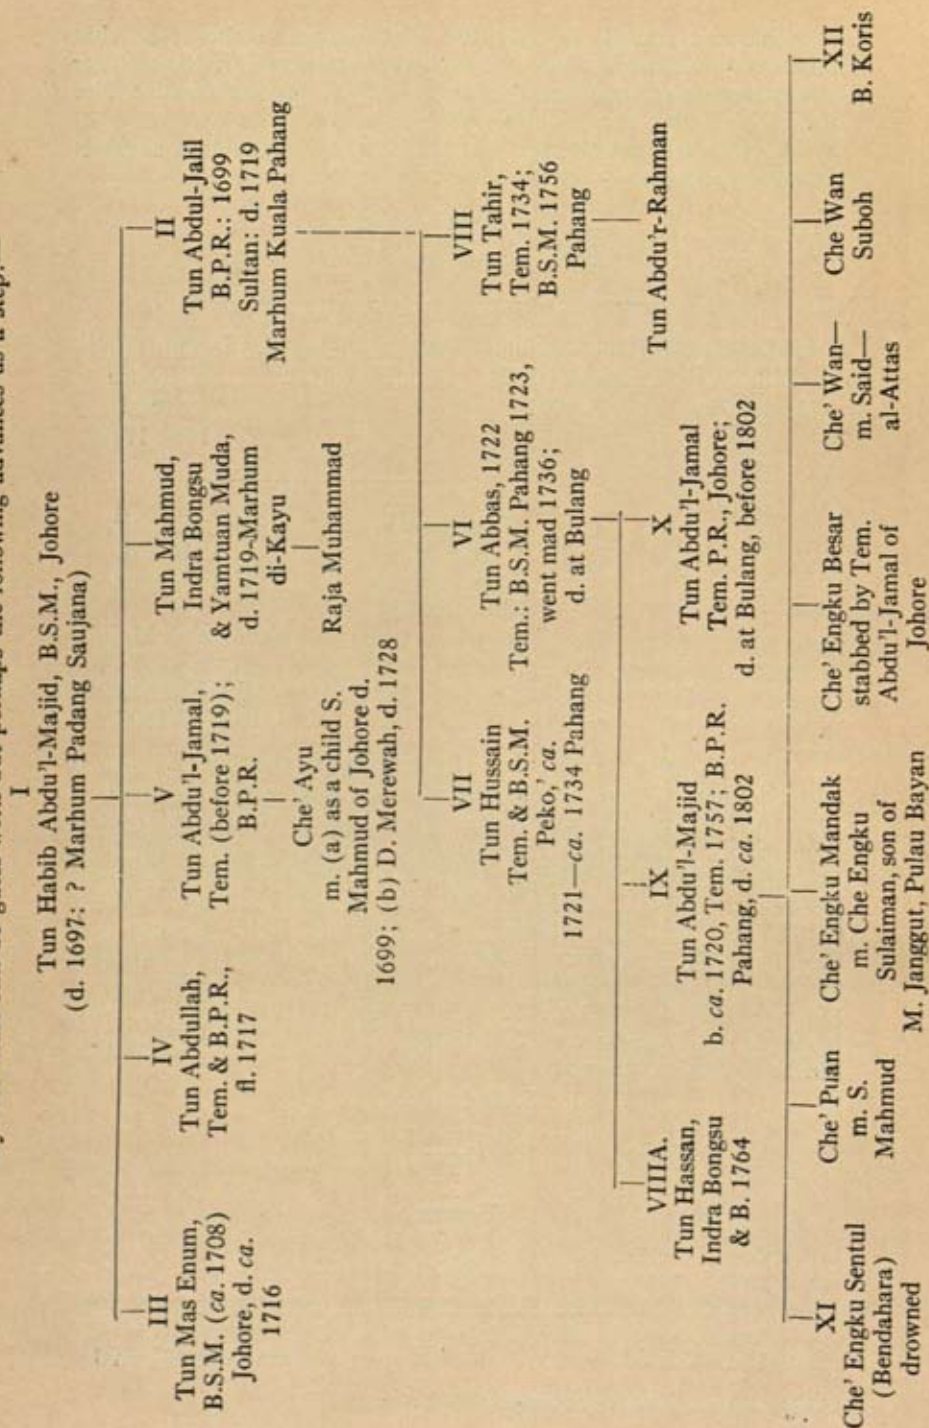 I
Tun Habib Abdu'l-Majid, B.S.M., Johore
(d. 1697: ? Marhum Padang Saujana)
III
Tun Mas Enum,
B.S.M. (ca. 1708)
Johore, d. ca.
1716
IV
Tun Abdullah,
Tem. & B.P.R.,
fl. 1717
V
Tun Abdu'l-Jamal,
Tem. (before 1719);
B.P.R.
Che' Ayu
m. (a) as a child S.
Mahmud of Johore d.
1699; (b) D. Merewah, d. 1728
Tun Mahmud,
Indra Bongsu
& Yamtuan Muda,
d. 1719-Marhum
di-Kayu
Raja Muhammad
II
Tun Abdul-Jalil
B.P.R.: 1699
Sultan: d. 1719
Marhum Kuala Pahang
VII
Tun Hussain
Tem. & B.S.M.
Peko,' ca.
1721—ca. 1734 Pahang
VI
Tun Abbas, 1722
Tem.: B.S.M. Pahang 1723,
went mad 1736;
d. at Bulang
VIII
Tun Tahir,
Tem. 1734;
B.S.M. 1756
Pahang
Tun Abdu'r-Rahman
VIIIA.
Tun Hassan,
Indra Bongsu
& B. 1764
IX
Tun Abdu'l-Majid
b. ca. 1720, Tem. 1757; B.P.R.
Pahang, d. ca. 1802
X
Tun Abdu'l-Jamal
Tem. P.R., Johore;
d. at Bulang, before 1802
XI
Che' Engku Sentul
(Bendahara)
drowned
Che' Puan
m. S.
Mahmud
Che' Engku Mandak
m. Che Engku
Sulaiman, son of
M. Janggut, Pulau Bayan
Che' Engku Besar
stabbed by Tem.
Abdu'l-Jamal of
Johore
Che' Wan—
m. Said—
al-Attas
Che Wan
Suboh
XII
B. Koris